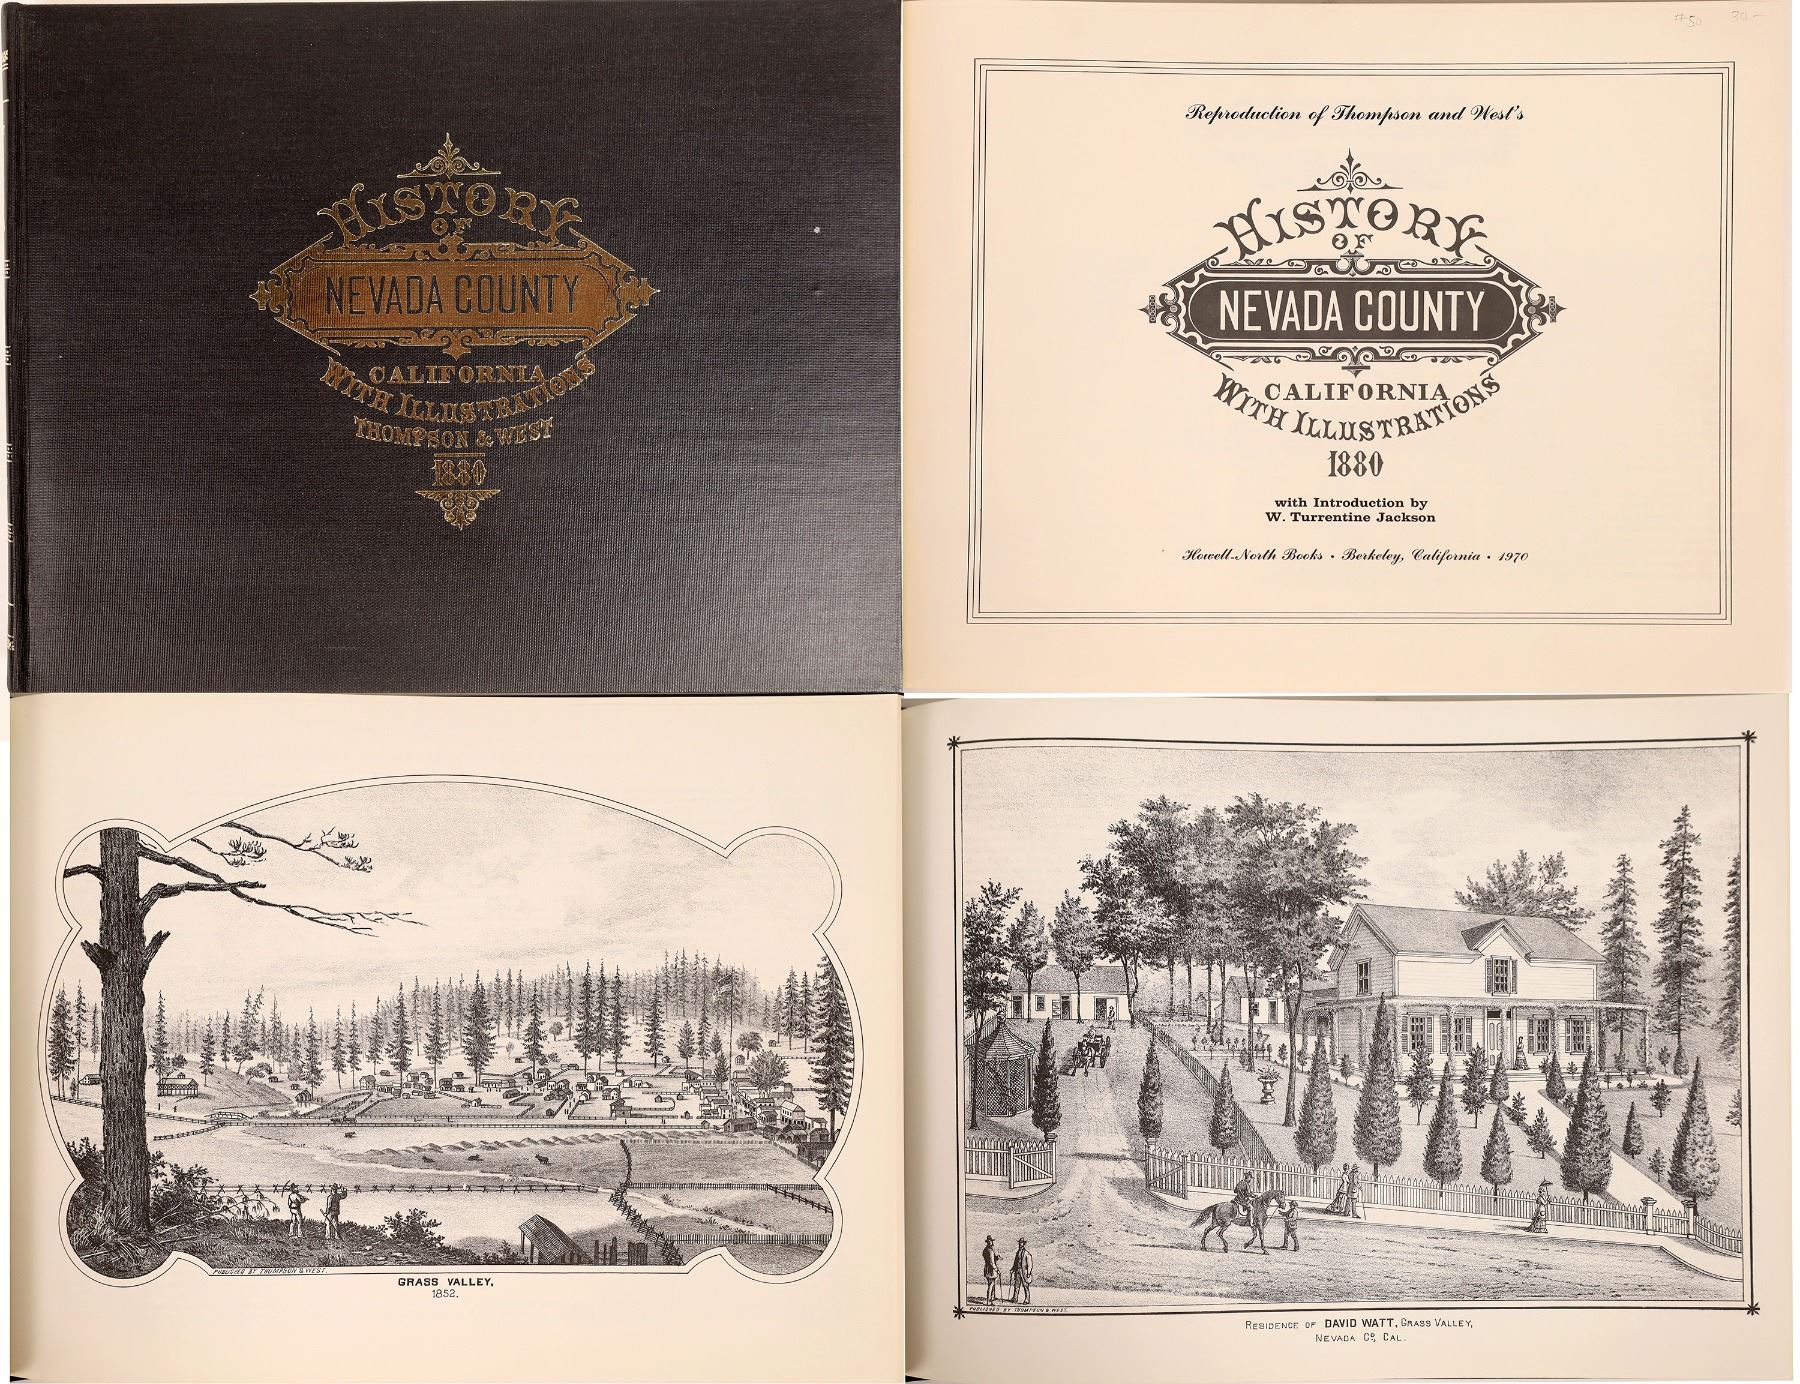 HISTORY
OF
NEVADA COUNTY
CALIFORNIA
WITH ILLUSTRATIONS
THOMPSON & WEST
1880
#50 30-
Reproduction of Thompson and West's
HISTORY
OF
NEVADA COUNTY
CALIFORNIA
WITH ILLUSTRATIONS
1880
with Introduction by
W. Turrentine Jackson
Howell-North Books • Berkeley, California • 1970
PUBLISHED BY THOMPSON & WEST.
GRASS VALLEY,
1852.
PUBLISHED BY THOMPSON & WEST.
RESIDENCE OF DAVID WATT, GRASS VALLEY,
NEVADA CO, CAL.